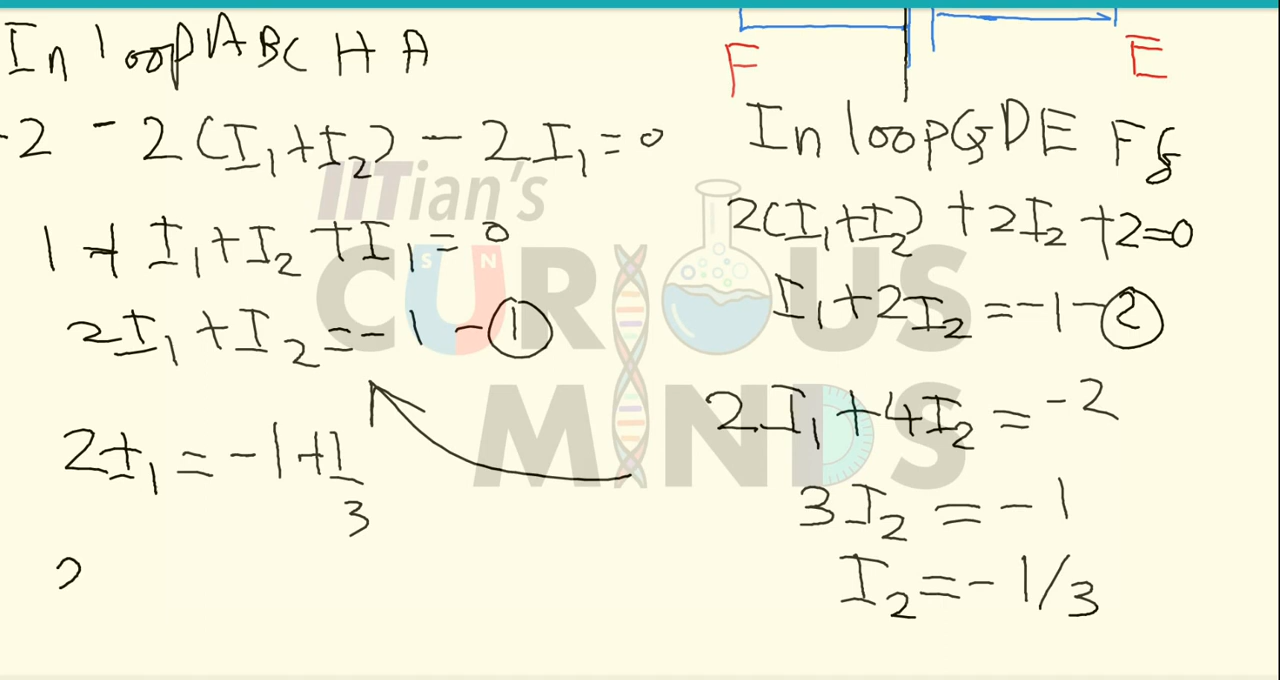 F
E
In loop ABCHA
-2 - 2(I₁+I₂) - 2I₁ = 0
1 + I₁+I₂ +I₁ = 0
2I₁ + I₂ = -1 - ①
2I₁ = -1+1/3
2
In loop GDEFG
2(I₁+I₂) + 2I₂ +2=0
I₁+2I₂ = -1 - ②
2I₁+4I₂ = -2
3I₂ = -1
I₂ = -1/3
IITian's
CURIOUS
S N
MINDS